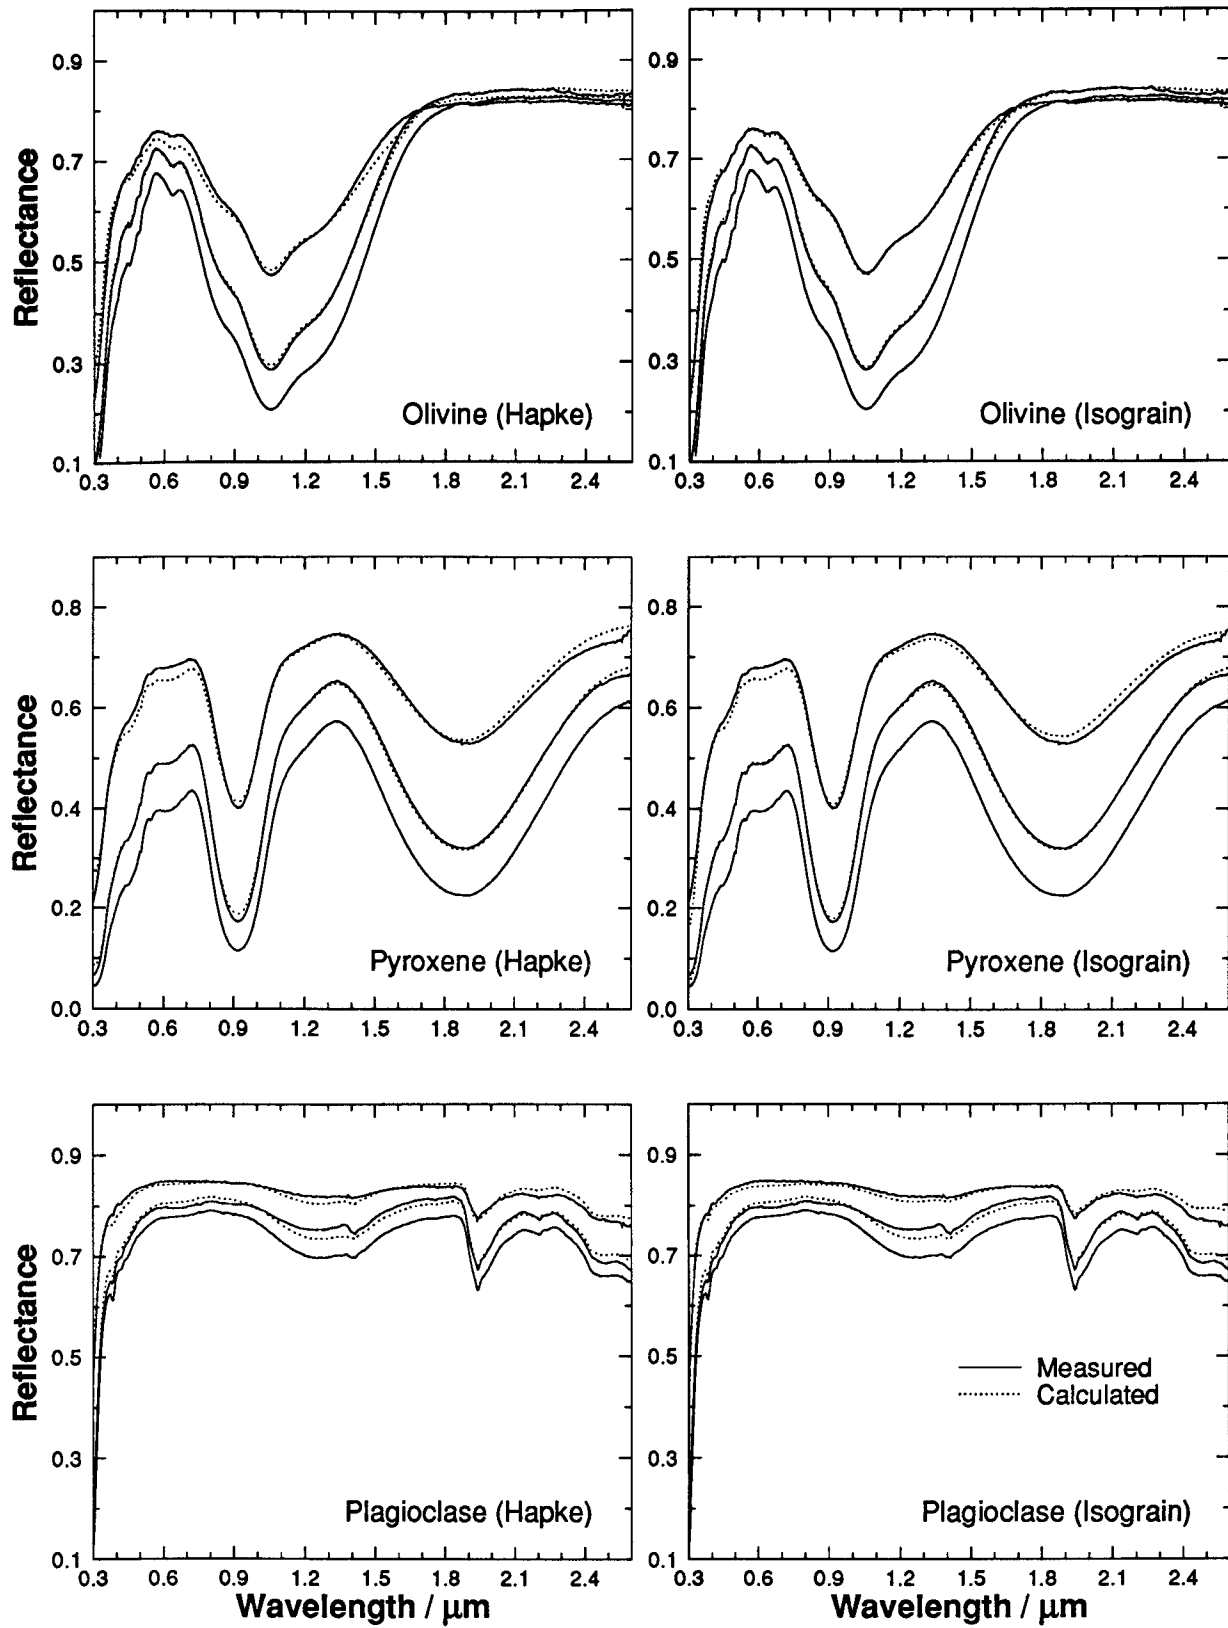 0.9
0.7
0.5
0.3
0.1
Reflectance
Olivine (Hapke)
0.3 0.6 0.9 1.2 1.5 1.8 2.1 2.4
0.9
0.7
0.5
0.3
0.1
Olivine (Isograin)
0.3 0.6 0.9 1.2 1.5 1.8 2.1 2.4
0.8
0.6
0.4
0.2
0.0
Reflectance
Pyroxene (Hapke)
0.3 0.6 0.9 1.2 1.5 1.8 2.1 2.4
0.8
0.6
0.4
0.2
0.0
Pyroxene (Isograin)
0.3 0.6 0.9 1.2 1.5 1.8 2.1 2.4
0.9
0.7
0.5
0.3
0.1
Reflectance
Plagioclase (Hapke)
0.3 0.6 0.9 1.2 1.5 1.8 2.1 2.4
Wavelength / μm
0.9
0.7
0.5
0.3
0.1
Measured
Calculated
Plagioclase (Isograin)
0.3 0.6 0.9 1.2 1.5 1.8 2.1 2.4
Wavelength / μm